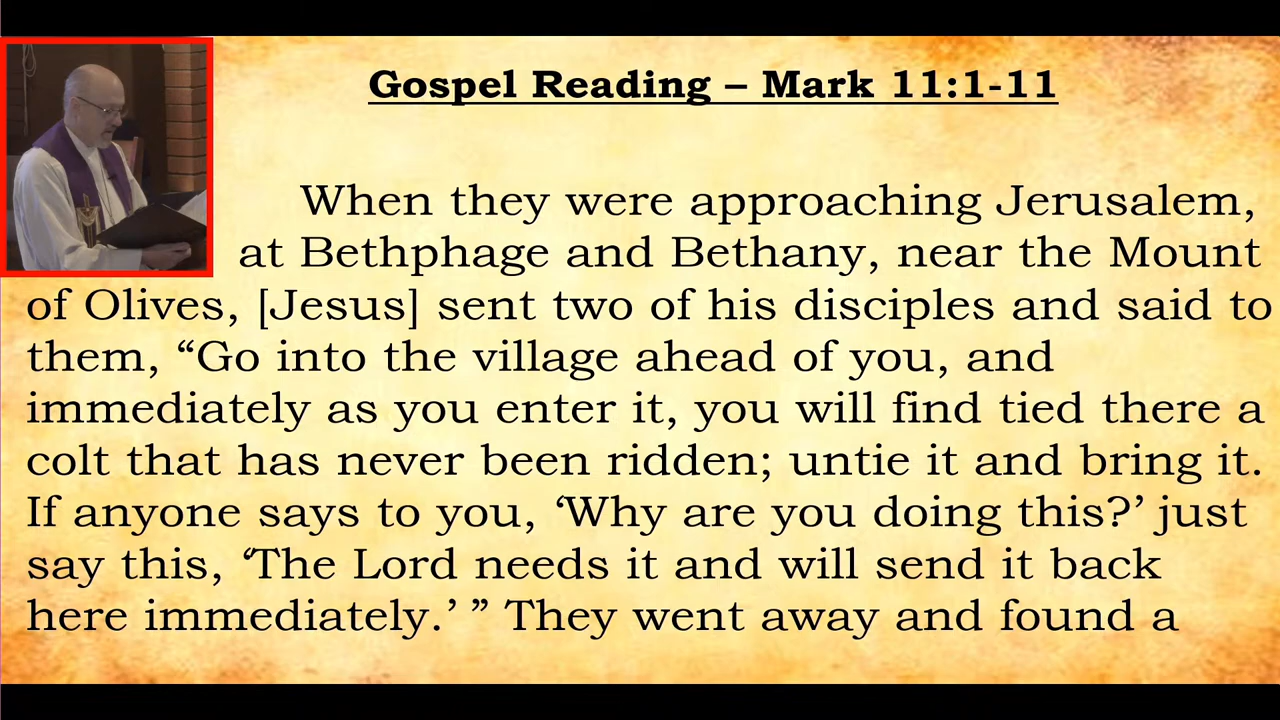 Gospel Reading – Mark 11:1-11
When they were approaching Jerusalem,
at Bethphage and Bethany, near the Mount
of Olives, [Jesus] sent two of his disciples and said to
them, “Go into the village ahead of you, and
immediately as you enter it, you will find tied there a
colt that has never been ridden; untie it and bring it.
If anyone says to you, ‘Why are you doing this?’ just
say this, ‘The Lord needs it and will send it back
here immediately.’ ” They went away and found a